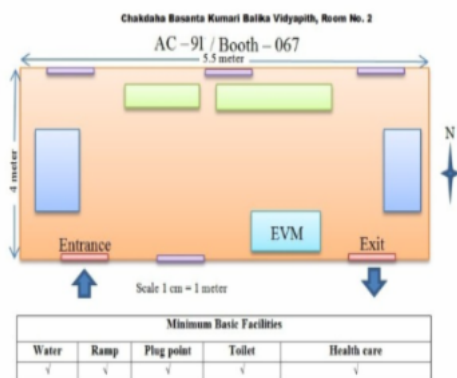 Chakdaha Basanta Kumari Balika Vidyapith, Room No. 2
AC – 91 / Booth – 067
5.5 meter
4 meter
N
EVM
Entrance
Exit
Scale 1 cm = 1 meter
Minimum Basic Facilities
Water Ramp Plug point Toilet Health care
√ √ √ √ √